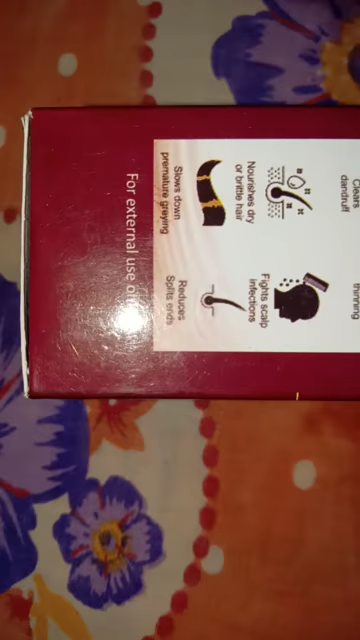 Clears
dandruff
thinning
Nourishes dry
or brittle hair
Fights scalp
infections
Slows down
premature greying
Reduces
Splits ends
For external use only